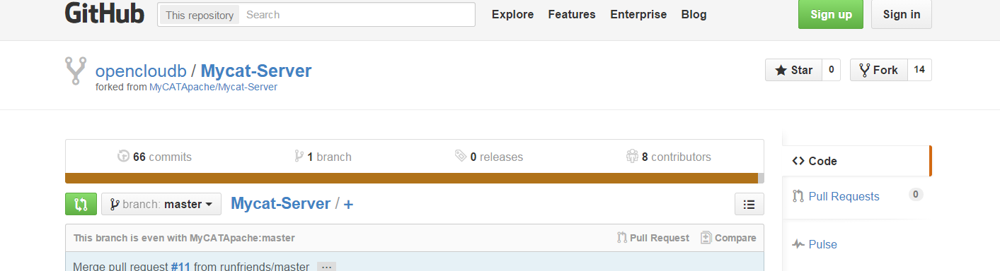 GitHub This repository Search Explore Features Enterprise Blog Sign up Sign in
opencloudb / Mycat-Server Star 0 Fork 14
forked from MyCATApache/Mycat-Server
66 commits 1 branch 0 releases 8 contributors
Code
Pull Requests 0
branch: master Mycat-Server / +
This branch is even with MyCATApache:master Pull Request Compare
Pulse
Merge pull request #11 from runfriends/master ...